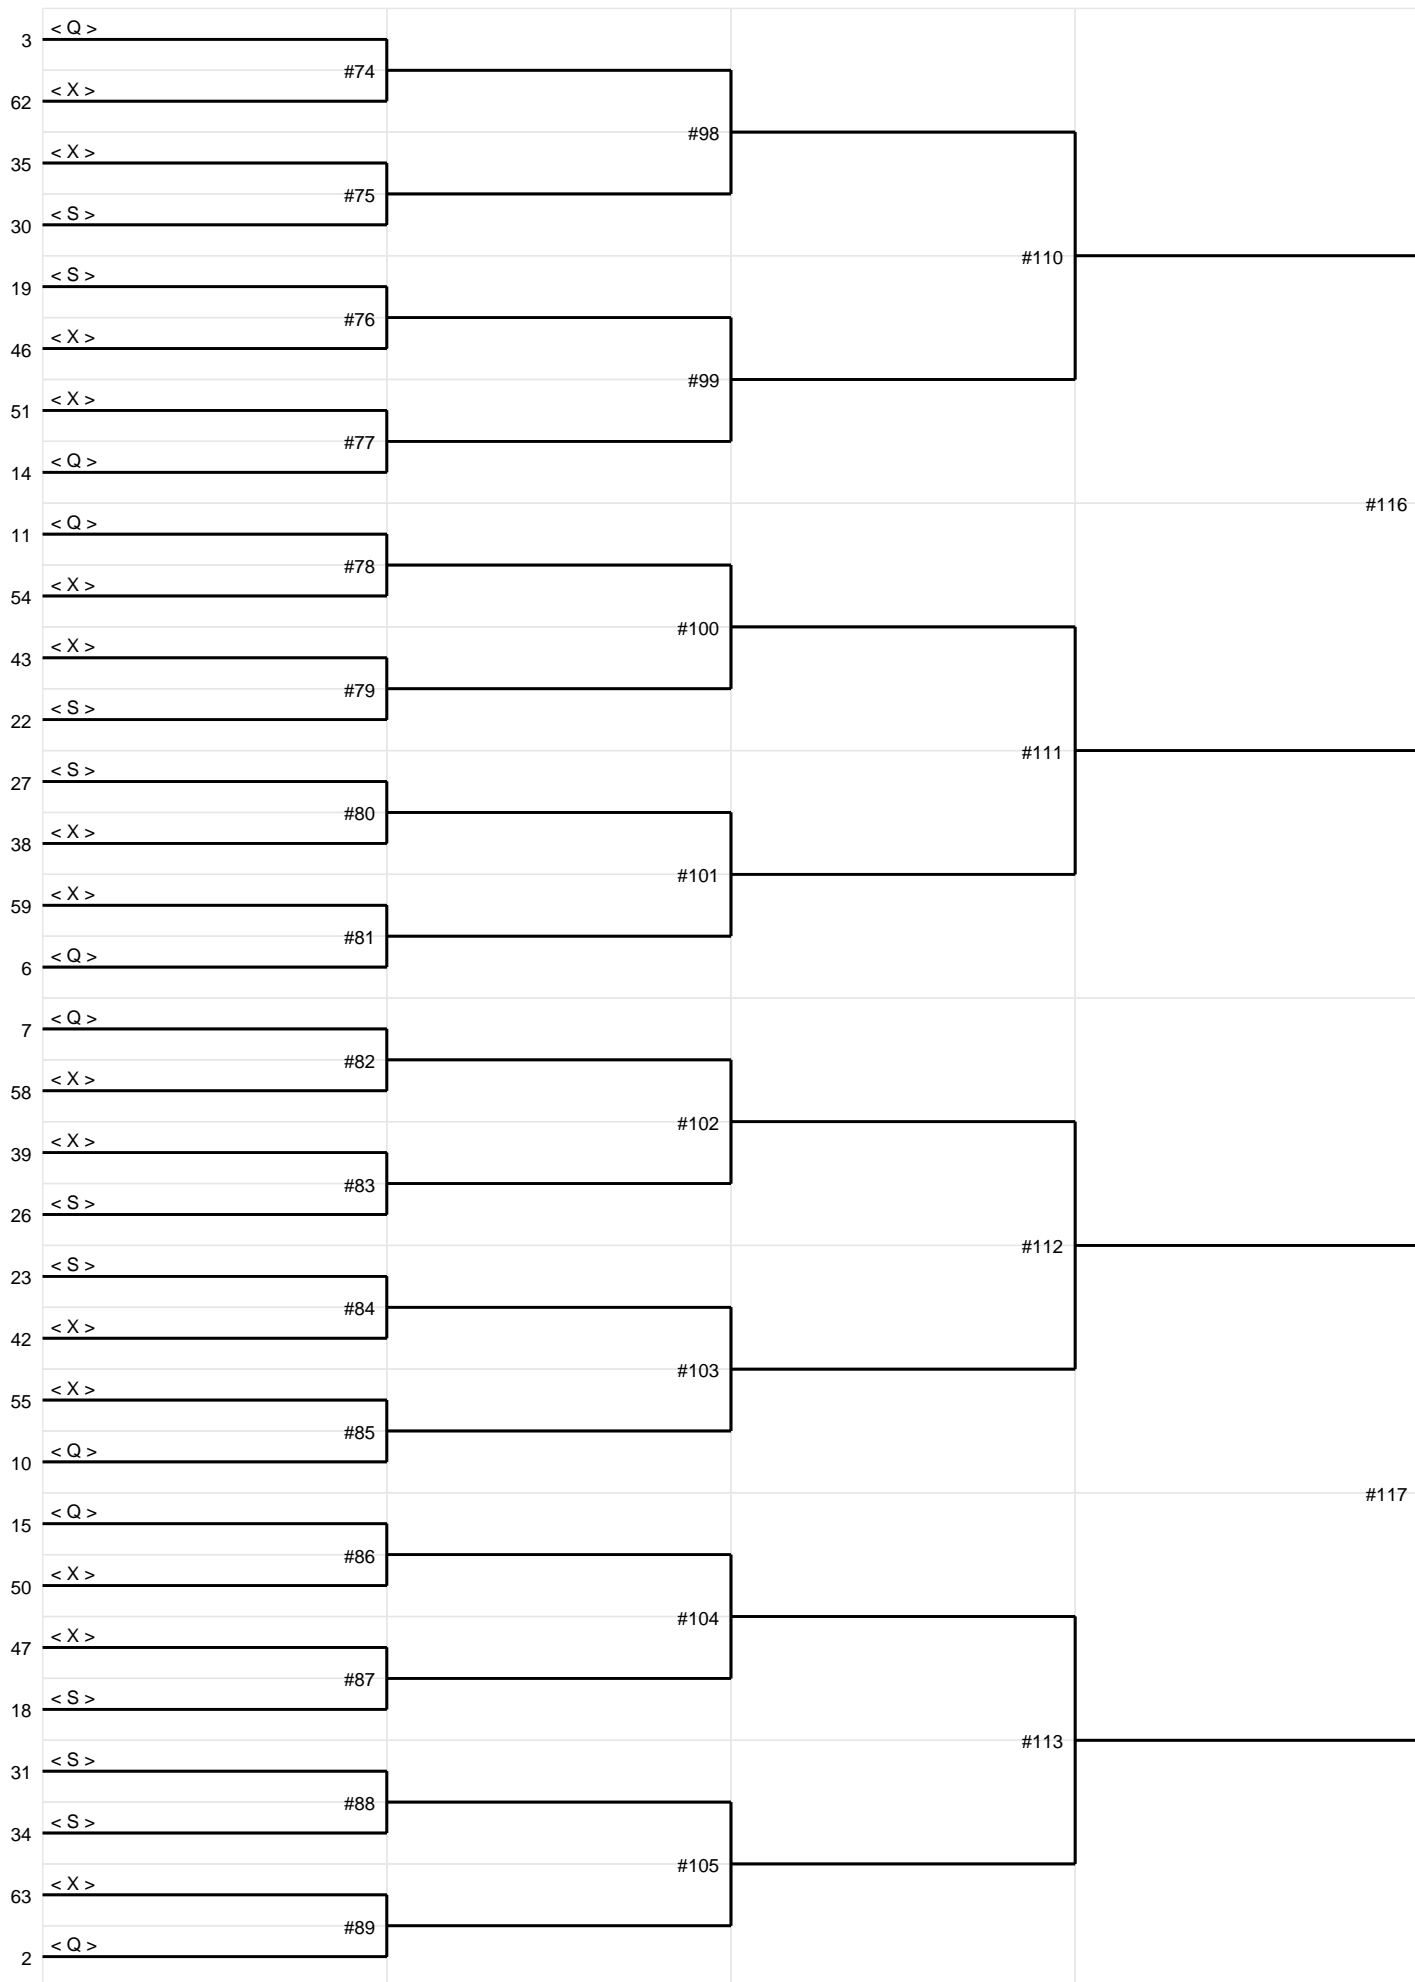 < Q >
3
#74
< X >
62
#98
< X >
35
#75
< S >
30
#110
< S >
19
#76
< X >
46
#99
< X >
51
#77
< Q >
14
#116
< Q >
11
#78
< X >
54
#100
< X >
43
#79
< S >
22
#111
< S >
27
#80
< X >
38
#101
< X >
59
#81
< Q >
6
< Q >
7
#82
< X >
58
#102
< X >
39
#83
< S >
26
#112
< S >
23
#84
< X >
42
#103
< X >
55
#85
< Q >
10
#117
< Q >
15
#86
< X >
50
#104
< X >
47
#87
< S >
18
#113
< S >
31
#88
< S >
34
#105
< X >
63
#89
< Q >
2